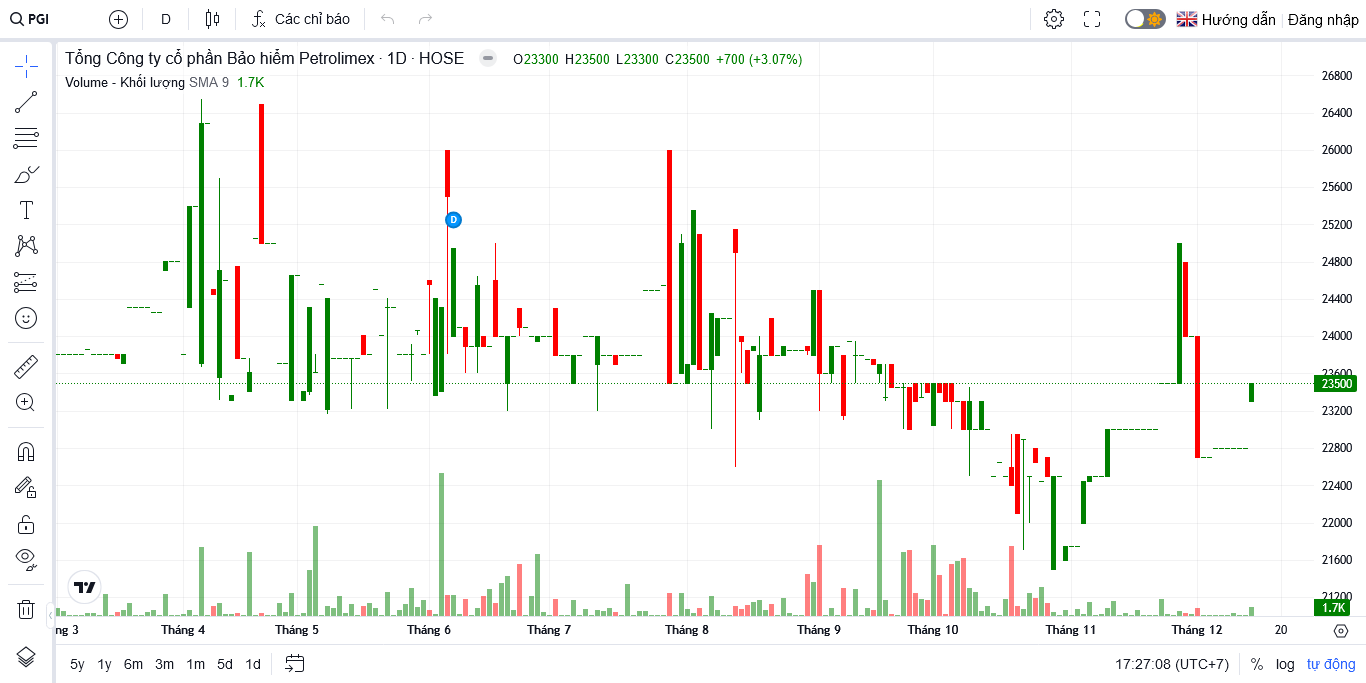 PGI D Các chỉ báo Hướng dẫn Đăng nhập
Tổng Công ty cổ phần Bảo hiểm Petrolimex · 1D · HOSE O23300 H23500 L23300 C23500 +700 (+3.07%)
Volume - Khối lượng SMA 9 1.7K
26800
26400
26000
25600
D
25200
24800
24400
24000
23600
23500
23200
22800
22400
22000
21600
21200
1.7K
ng 3 Tháng 4 Tháng 5 Tháng 6 Tháng 7 Tháng 8 Tháng 9 Tháng 10 Tháng 11 Tháng 12 20
5y 1y 6m 3m 1m 5d 1d 17:27:08 (UTC+7) % log tự động